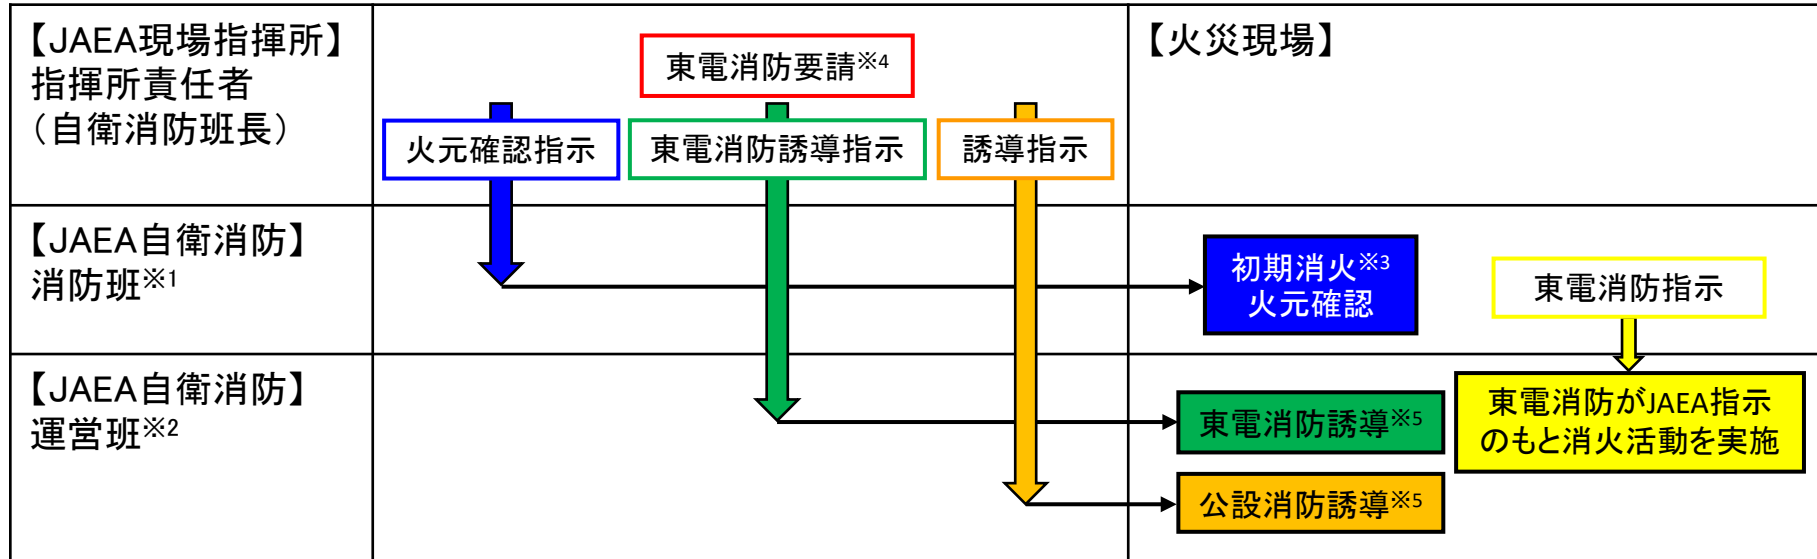 【JAEA現場指揮所】
指揮所責任者
（自衛消防班長）
東電消防要請※4
火元確認指示
東電消防誘導指示
誘導指示
【火災現場】
【JAEA自衛消防】
消防班※1
初期消火※3
火元確認
東電消防指示
【JAEA自衛消防】
運営班※2
東電消防誘導※5
東電消防がJAEA指示
のもと消火活動を実施
公設消防誘導※5